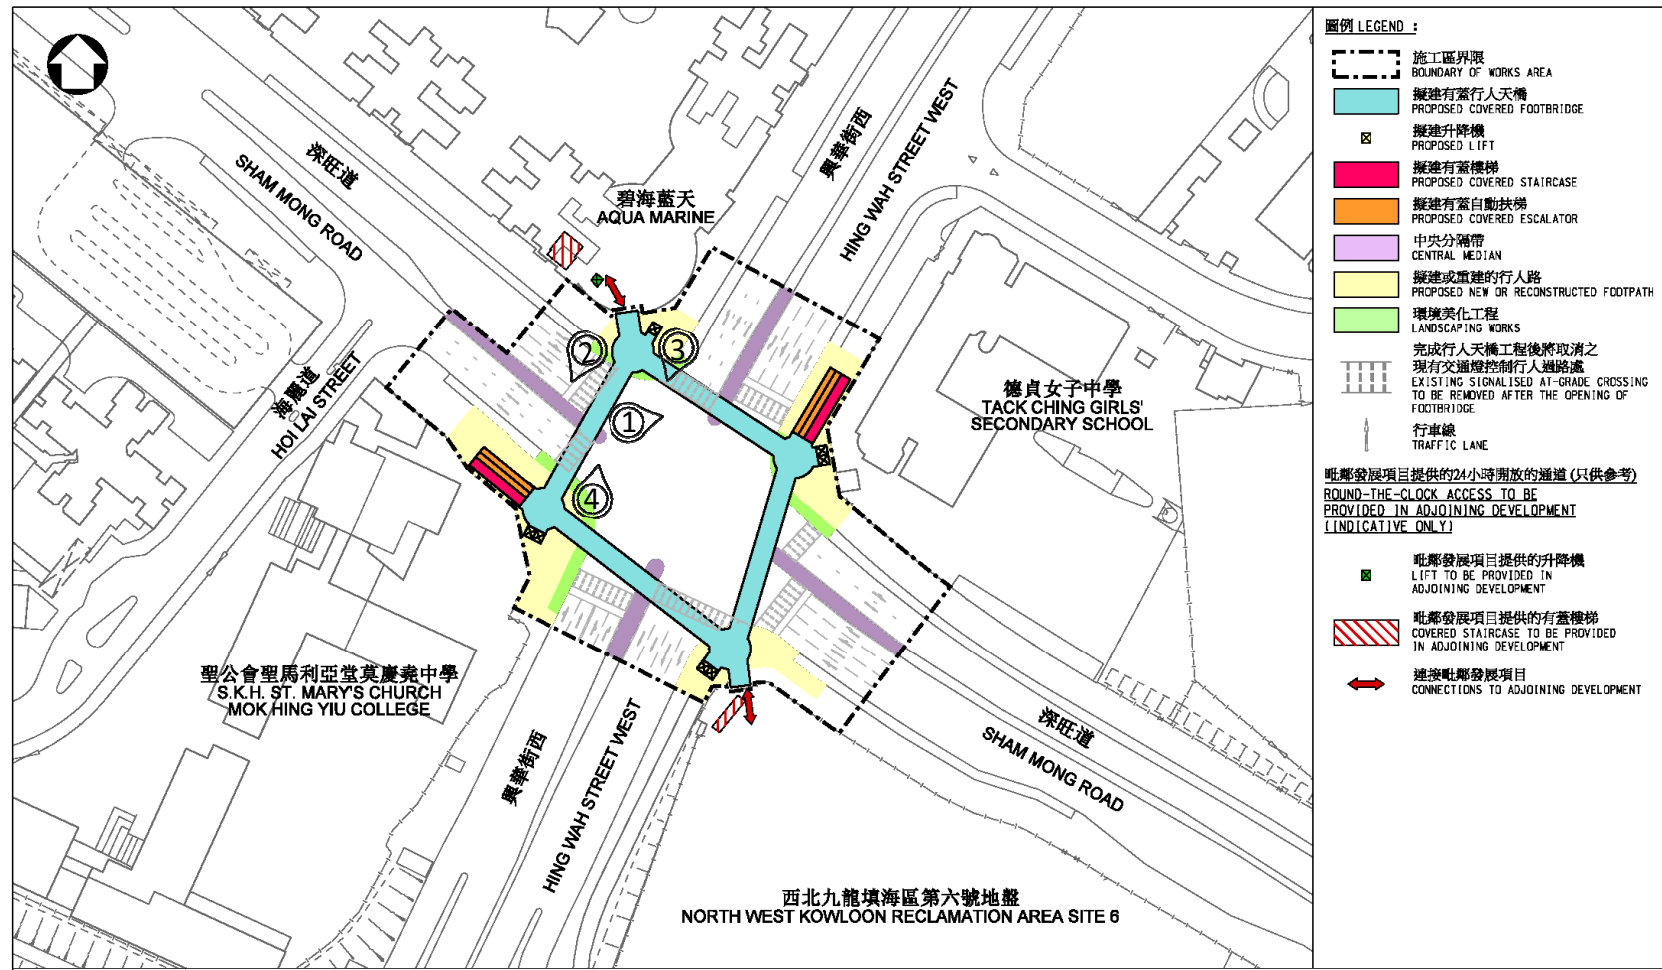 深旺道
SHAM MONG ROAD
碧海藍天
AQUA MARINE
興華街西
HING WAH STREET WEST
海麗道
HOI LAI STREET
德貞女子中學
TACK CHING GIRLS'
SECONDARY SCHOOL
2
3
1
4
聖公會聖馬利亞堂莫慶堯中學
S.K.H. ST. MARY'S CHURCH
MOK HING YIU COLLEGE
興華街西
HING WAH STREET WEST
深旺道
SHAM MONG ROAD
西北九龍填海區第六號地盤
NORTH WEST KOWLOON RECLAMATION AREA SITE 6
圖例 LEGEND :
施工區界限
BOUNDARY OF WORKS AREA
擬建有蓋行人天橋
PROPOSED COVERED FOOTBRIDGE
擬建升降機
PROPOSED LIFT
擬建有蓋樓梯
PROPOSED COVERED STAIRCASE
擬建有蓋自動扶梯
PROPOSED COVERED ESCALATOR
中央分隔帶
CENTRAL MEDIAN
擬建或重建的行人路
PROPOSED NEW OR RECONSTRUCTED FOOTPATH
環境美化工程
LANDSCAPING WORKS
完成行人天橋工程後將取消之
現有交通燈控制行人過路處
EXISTING SIGNALISED AT-GRADE CROSSING
TO BE REMOVED AFTER THE OPENING OF
FOOTBRIDGE
行車線
TRAFFIC LANE
毗鄰發展項目提供的24小時開放的通道 (只供參考)
ROUND-THE-CLOCK ACCESS TO BE
PROVIDED IN ADJOINING DEVELOPMENT
(INDICATIVE ONLY)
毗鄰發展項目提供的升降機
LIFT TO BE PROVIDED IN
ADJOINING DEVELOPMENT
毗鄰發展項目提供的有蓋樓梯
COVERED STAIRCASE TO BE PROVIDED
IN ADJOINING DEVELOPMENT
連接毗鄰發展項目
CONNECTIONS TO ADJOINING DEVELOPMENT